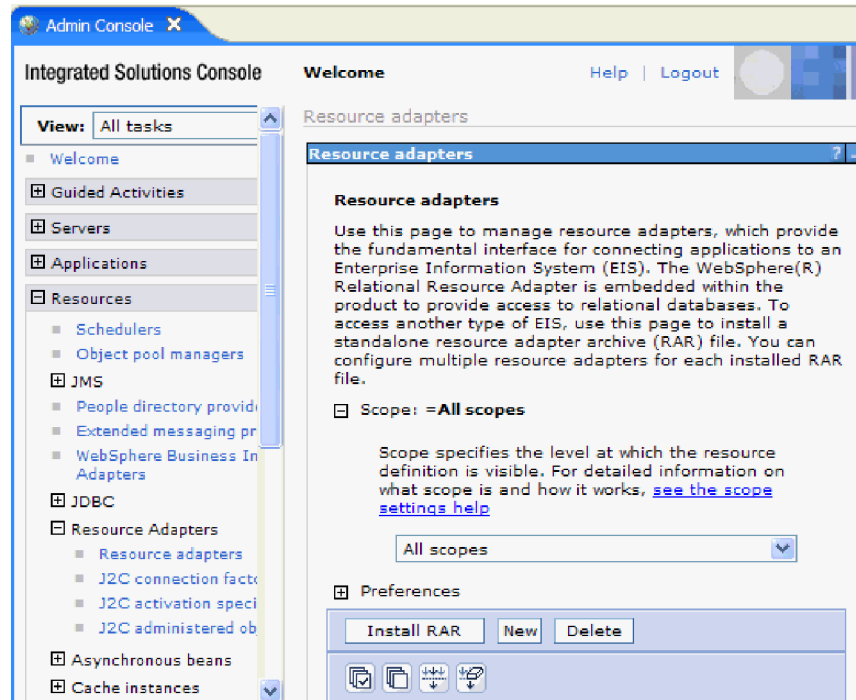 Admin Console
Integrated Solutions Console
Welcome
Help | Logout
View: All tasks
Welcome
Guided Activities
Servers
Applications
Resources
Schedulers
Object pool managers
JMS
People directory provid
Extended messaging pr
WebSphere Business In
Adapters
JDBC
Resource Adapters
Resource adapters
J2C connection facto
J2C activation speci
J2C administered ob
Asynchronous beans
Cache instances
Resource adapters
Resource adapters
?
Resource adapters
Use this page to manage resource adapters, which provide
the fundamental interface for connecting applications to an
Enterprise Information System (EIS). The WebSphere(R)
Relational Resource Adapter is embedded within the
product to provide access to relational databases. To
access another type of EIS, use this page to install a
standalone resource adapter archive (RAR) file. You can
configure multiple resource adapters for each installed RAR
file.
Scope: =All scopes
Scope specifies the level at which the resource
definition is visible. For detailed information on
what scope is and how it works, see the scope
settings help
All scopes
Preferences
Install RAR
New
Delete